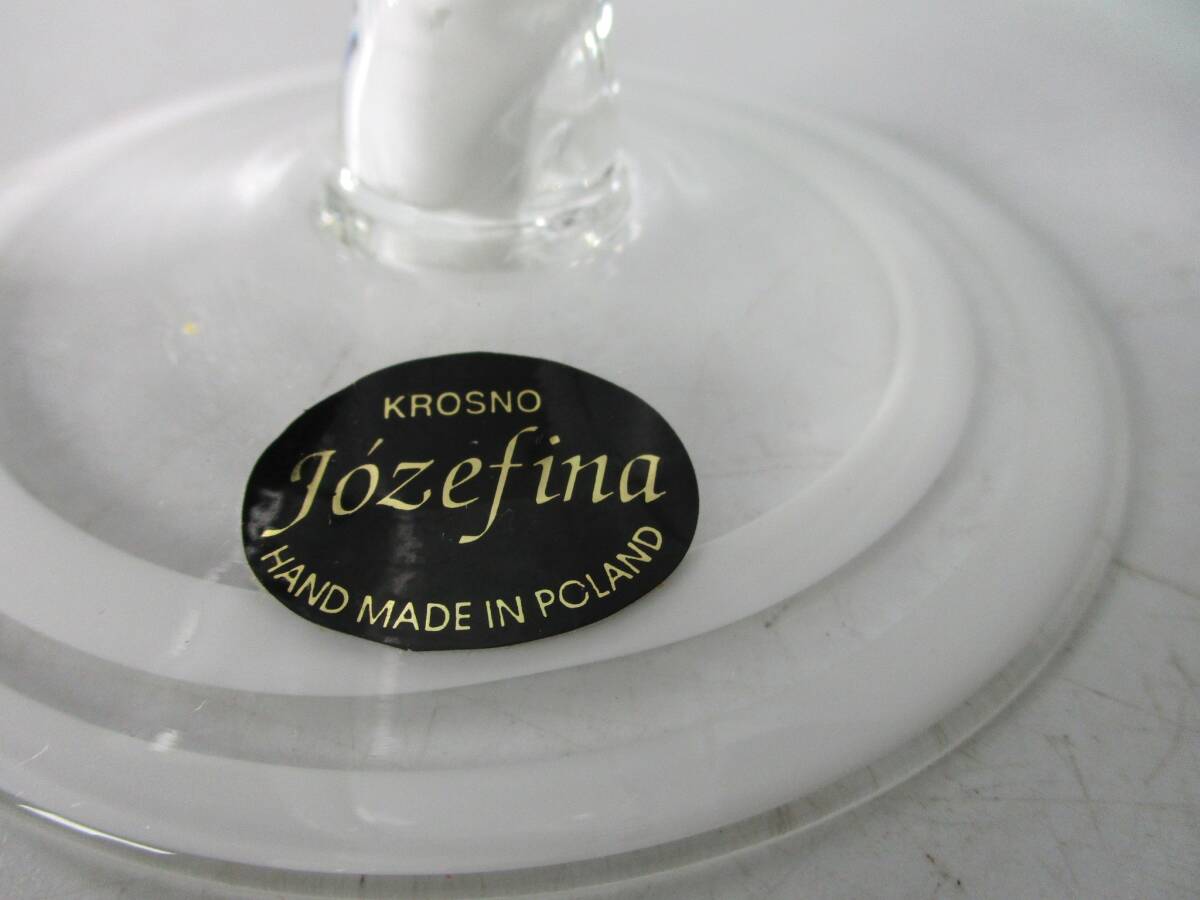 KROSNO
Józefina
HAND MADE IN POLAND